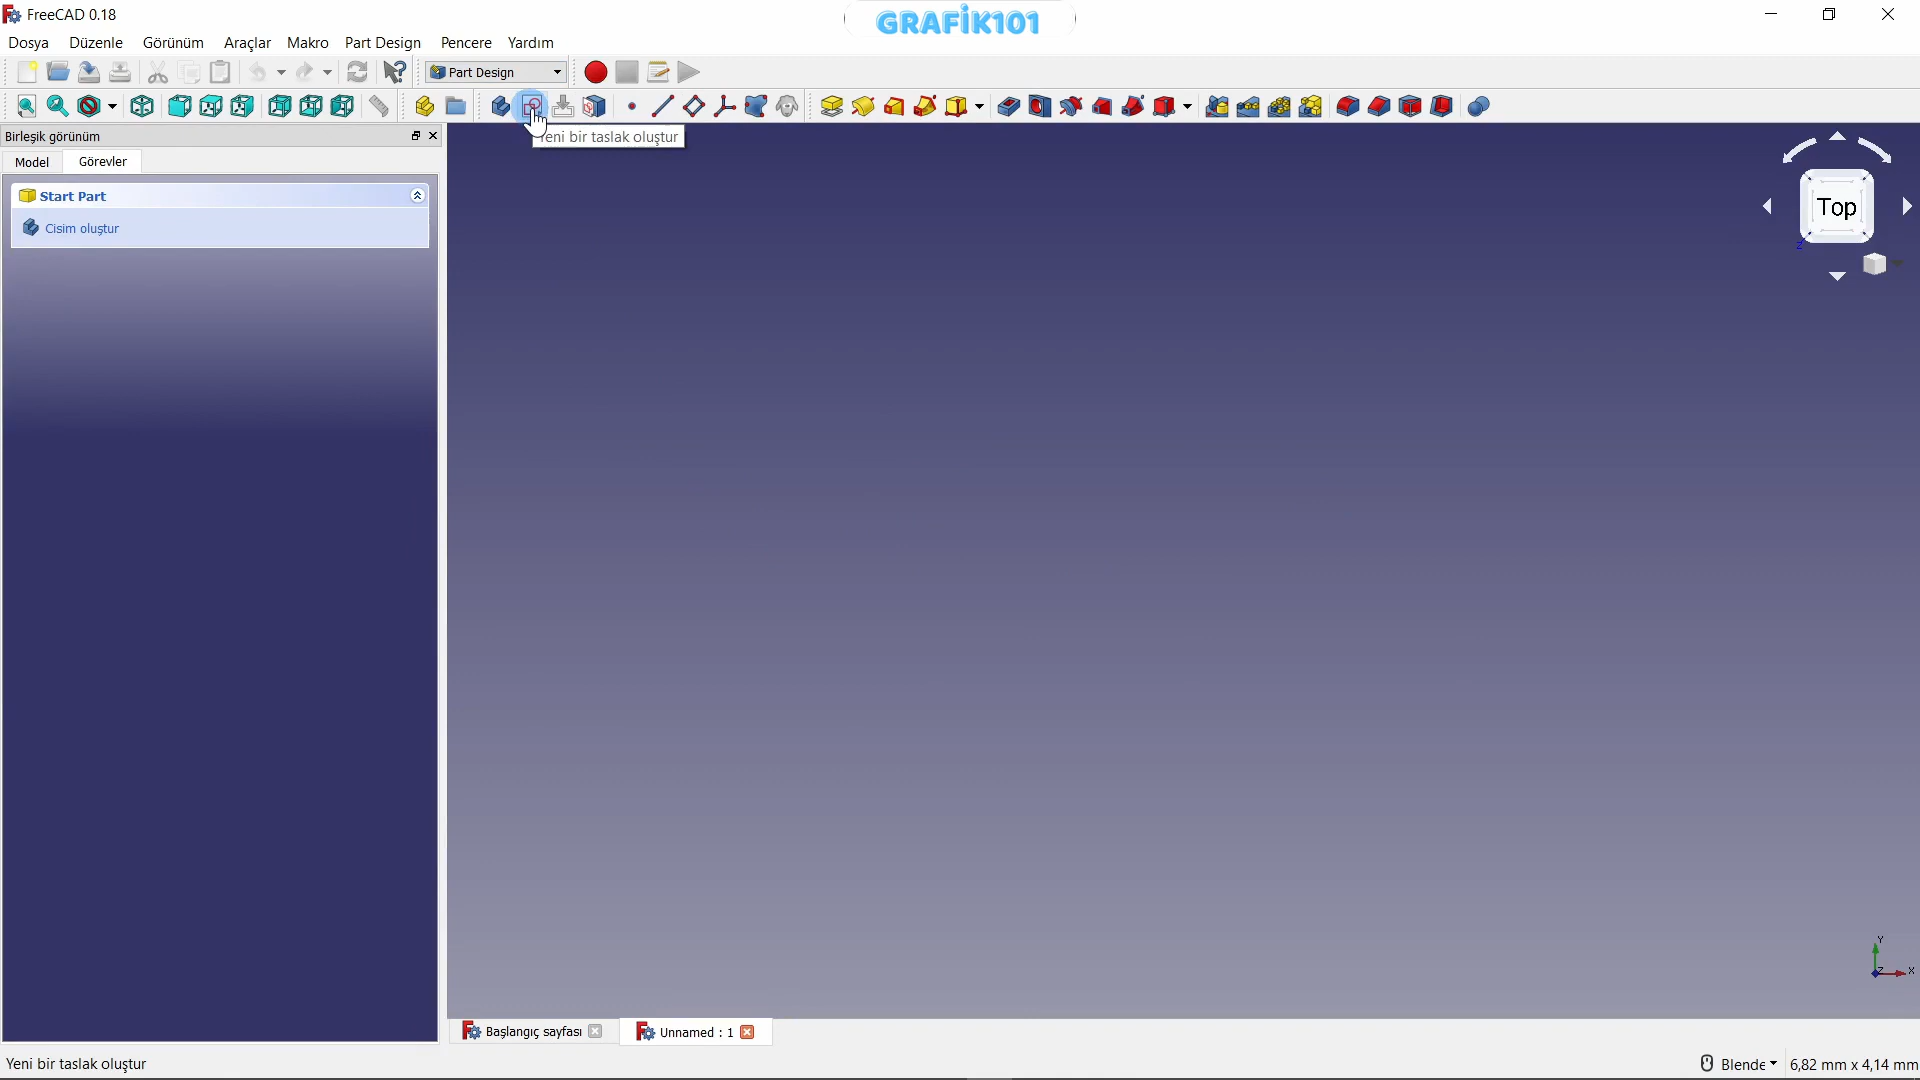 FreeCAD 0.18
GRAFİK101
Dosya Düzenle Görünüm Araçlar Makro Part Design Pencere Yardım
Part Design
Birleşik görünüm
Yeni bir taslak oluştur
Model Görevler
Start Part
Cisim oluştur
Top
Z
Y
Z X
Başlangıç sayfası Unnamed : 1
Yeni bir taslak oluştur
Blende 6,82 mm x 4,14 mm